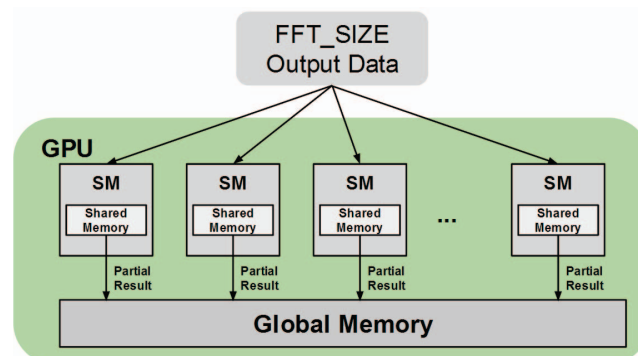 FFT_SIZE
Output Data
GPU
SM
SM
SM
SM
Shared
Memory
Shared
Memory
Shared
Memory
...
Shared
Memory
Partial
Result
Partial
Result
Partial
Result
Partial
Result
Global Memory